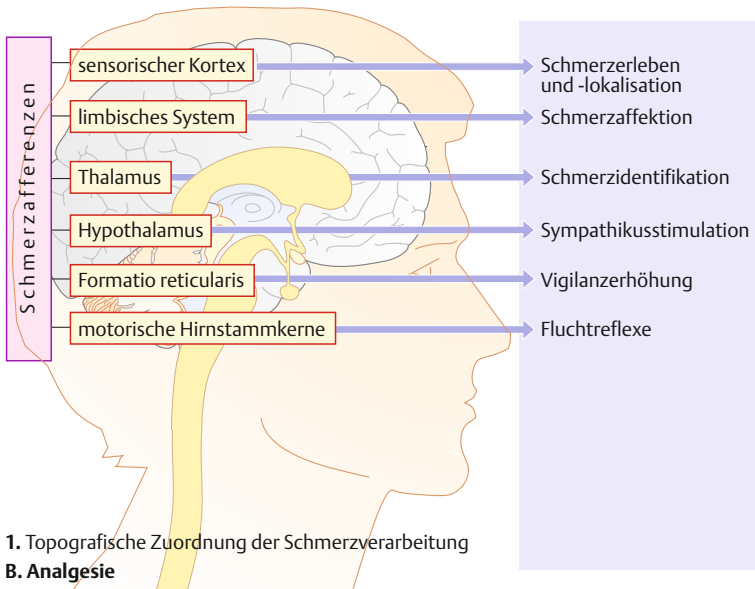 Schmerzafferenzen
sensorischer Kortex
Schmerzerleben
und -lokalisation
limbisches System
Schmerzaffektion
Thalamus
Schmerzidentifikation
Hypothalamus
Sympathikusstimulation
Formatio reticularis
Vigilanzerhöhung
motorische Hirnstammkerne
Fluchtreflexe
1. Topografische Zuordnung der Schmerzverarbeitung
B. Analgesie